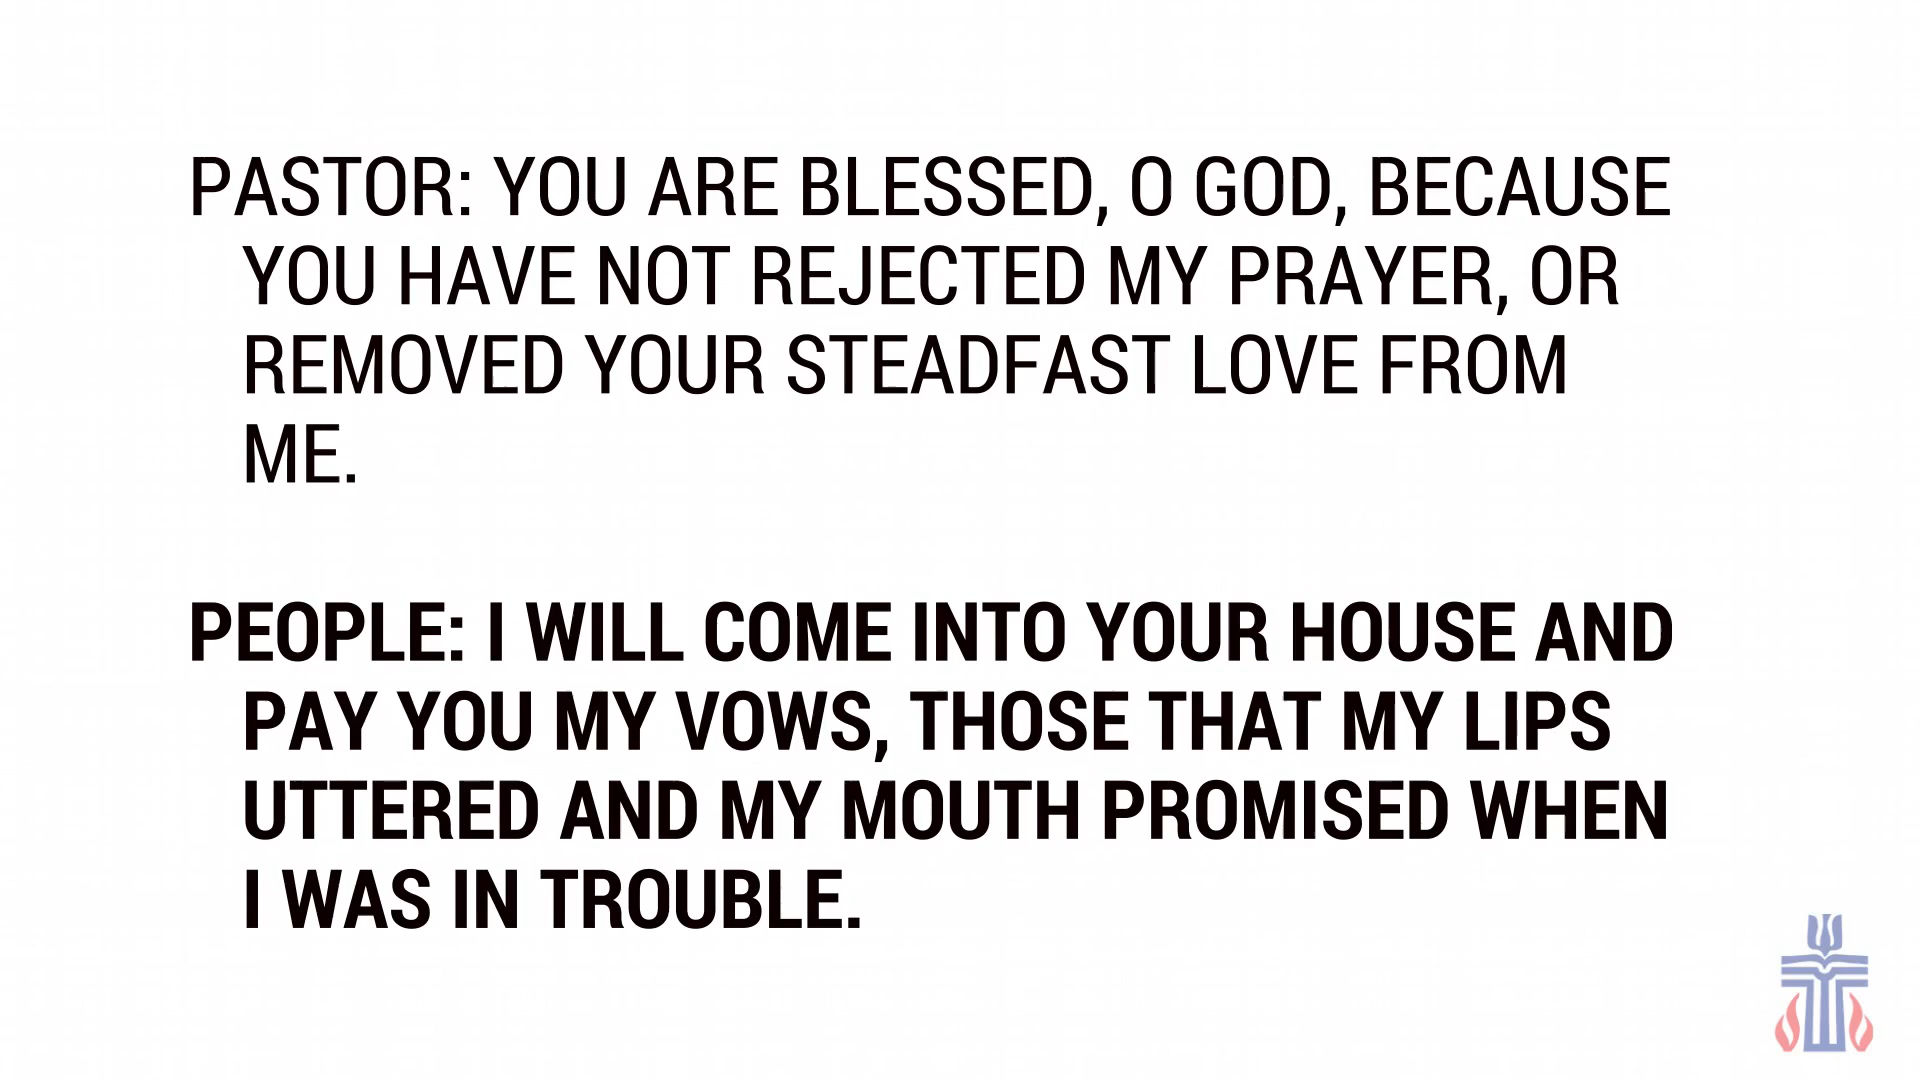 PASTOR: YOU ARE BLESSED, O GOD, BECAUSE
YOU HAVE NOT REJECTED MY PRAYER, OR
REMOVED YOUR STEADFAST LOVE FROM
ME.
PEOPLE: I WILL COME INTO YOUR HOUSE AND
PAY YOU MY VOWS, THOSE THAT MY LIPS
UTTERED AND MY MOUTH PROMISED WHEN
I WAS IN TROUBLE.